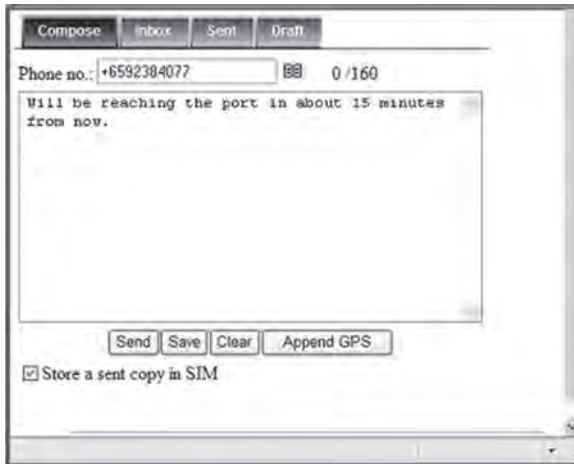 Compose Inbox Sent Draft
Phone no.: +6592384077 0 /160
Will be reaching the port in about 15 minutes
from now.
Send Save Clear Append GPS
Store a sent copy in SIM